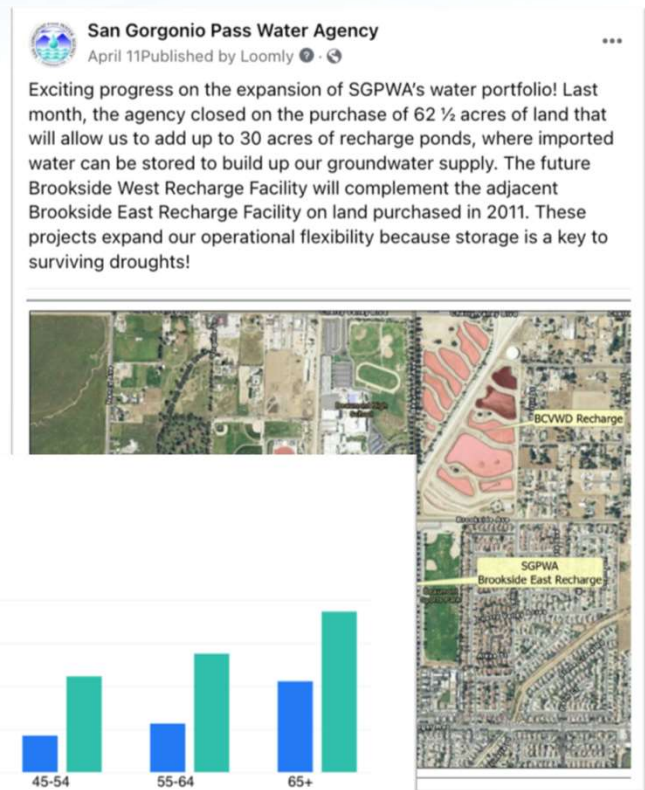 San Gorgonio Pass Water Agency
April 11Published by Loomly
Exciting progress on the expansion of SGPWA's water portfolio! Last
month, the agency closed on the purchase of 62 ½ acres of land that
will allow us to add up to 30 acres of recharge ponds, where imported
water can be stored to build up our groundwater supply. The future
Brookside West Recharge Facility will complement the adjacent
Brookside East Recharge Facility on land purchased in 2011. These
projects expand our operational flexibility because storage is a key to
surviving droughts!
BCVWD Recharge
Brookside Ave
SGPWA
Brookside East Recharge
45-54
55-64
65+